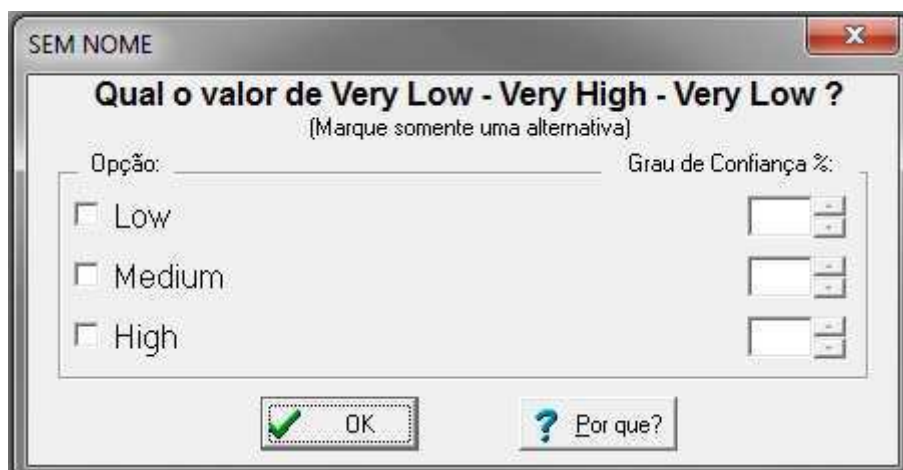 SEM NOME
Qual o valor de Very Low - Very High - Very Low ?
(Marque somente uma alternativa)
Opção: Grau de Confiança %:
Low
Medium
High
OK Por que?